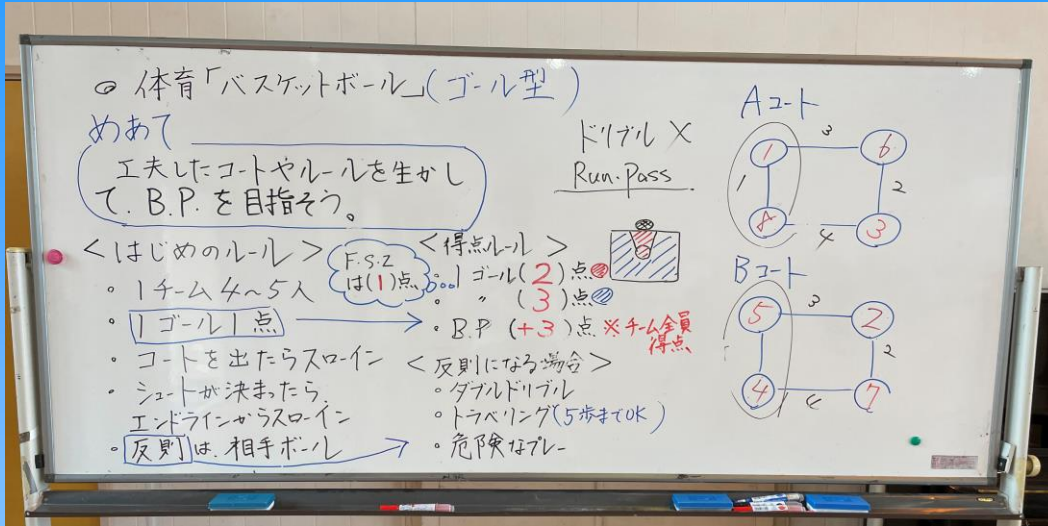 ◎ 体育「バスケットボール」(ゴール型)
めあて
工夫したコートやルールを生かし
て、B.P.を目指そう。
ドリブル×
Run.Pass
<はじめのルール>
・1チーム4~5人
・1ゴール1点
・コートを出たらスローイン
・シュートが決まったら、
エンドラインからスローイン
・反則は、相手ボール
F.S.Z
は(1)点
<得点ルール>
・1ゴール(2)点
・ 〃 (3)点
・B.P (+3)点 ※チーム全員
得点
<反則になる場合>
・ダブルドリブル
・トラベリング(5歩までOK)
・危険なプレー
Aコート
1 3 6
1 2
8 4 3
Bコート
5 3 2
2
4 4 7